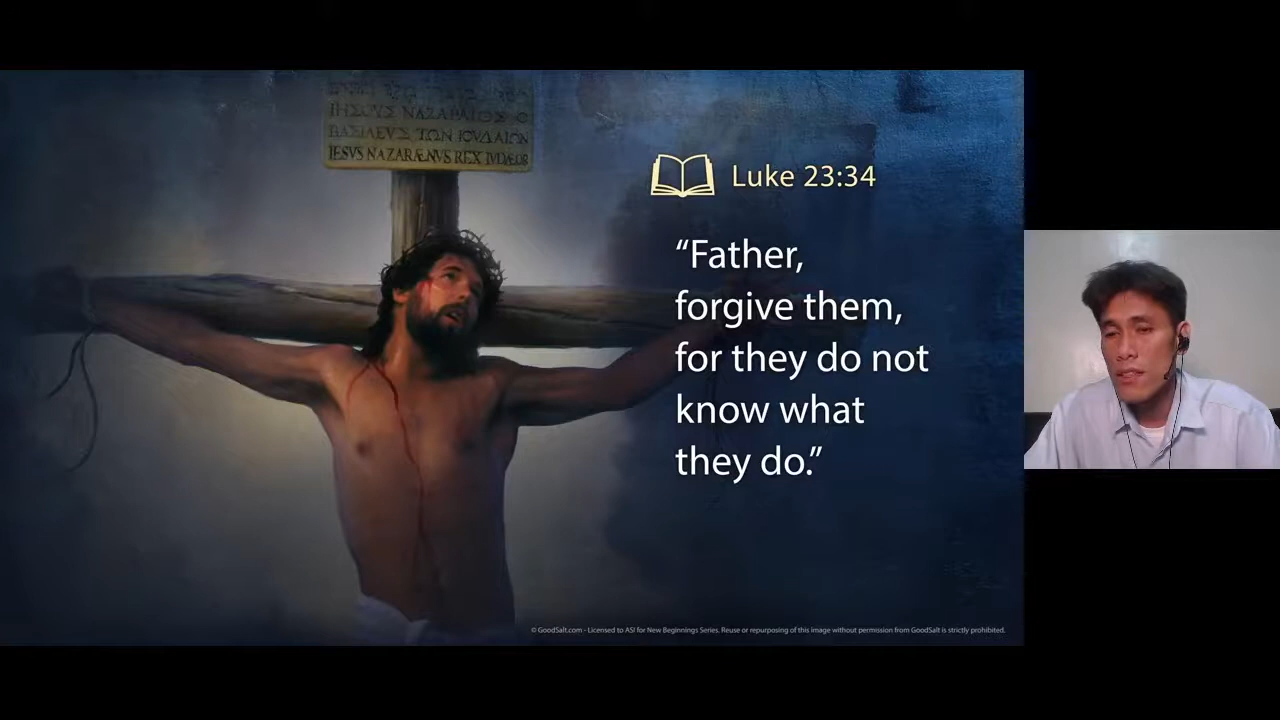 ΙΗΣΟΥΣ ΝΑΖΑΡΑΙΟΣ Ο
ΒΑΣΙΛΕΥΣ ΤΩΝ ΙΟΥΔΑΙΩΝ
IESVS NAZARÆNVS REX IVDÆOR
Luke 23:34
“Father,
forgive them,
for they do not
know what
they do.”
© GoodSalt.com - Licensed to ASI for New Beginnings Series. Reuse or repurposing of this image without permission from GoodSalt is strictly prohibited.